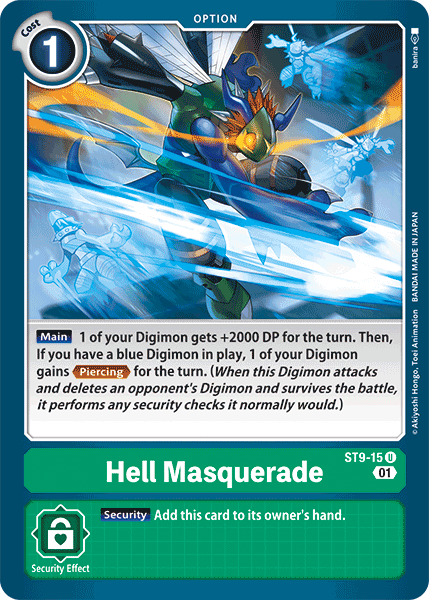 OPTION
Cost
1
banira
©Akiyoshi Hongo, Toei Animation BANDAI MADE IN JAPAN
Main 1 of your Digimon gets +2000 DP for the turn. Then,
If you have a blue Digimon in play, 1 of your Digimon
gains Piercing for the turn. (When this Digimon attacks
and deletes an opponent's Digimon and survives the battle,
it performs any security checks it normally would.)
ST9-15 U
Hell Masquerade
01
Security Add this card to its owner's hand.
Security Effect